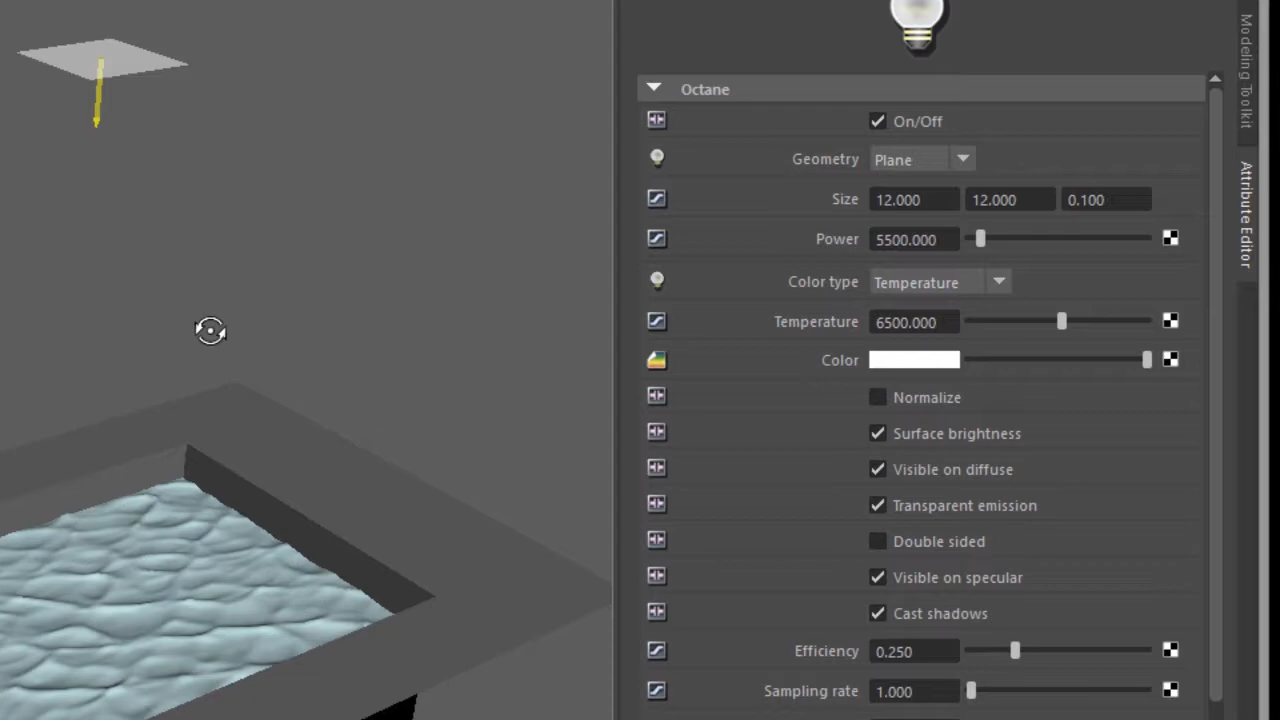 Modeling Toolkit
Attribute Editor
Octane
On/Off
Geometry Plane
Size 12.000 12.000 0.100
Power 5500.000
Color type Temperature
Temperature 6500.000
Color
Normalize
Surface brightness
Visible on diffuse
Transparent emission
Double sided
Visible on specular
Cast shadows
Efficiency 0.250
Sampling rate 1.000